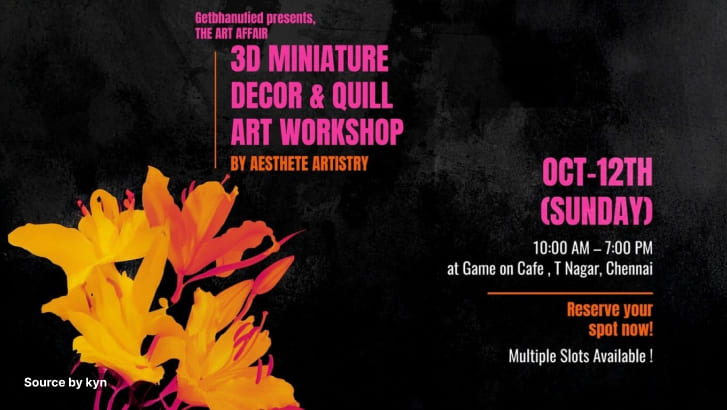 Getbhanufied presents,
THE ART AFFAIR
3D MINIATURE
DECOR & QUILL
ART WORKSHOP
BY AESTHETE ARTISTRY
OCT-12TH
(SUNDAY)
10:00 AM – 7:00 PM
at Game on Cafe , T Nagar, Chennai
Reserve your
spot now!
Multiple Slots Available !
Source by kyn